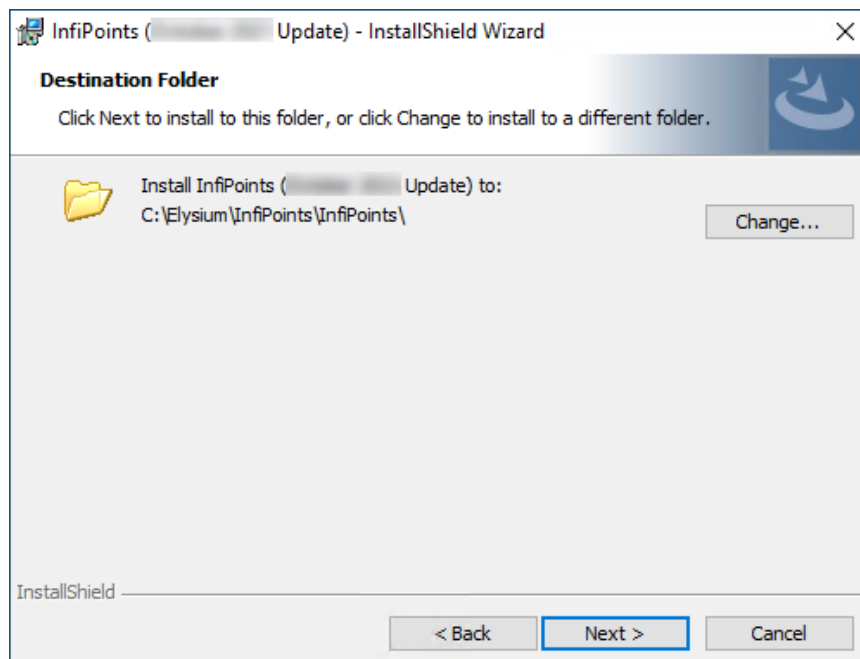 InfiPoints ( Update) - InstallShield Wizard
Destination Folder
Click Next to install to this folder, or click Change to install to a different folder.
Install InfiPoints ( Update) to:
C:\Elysium\InfiPoints\InfiPoints\
Change...
InstallShield
< Back
Next >
Cancel